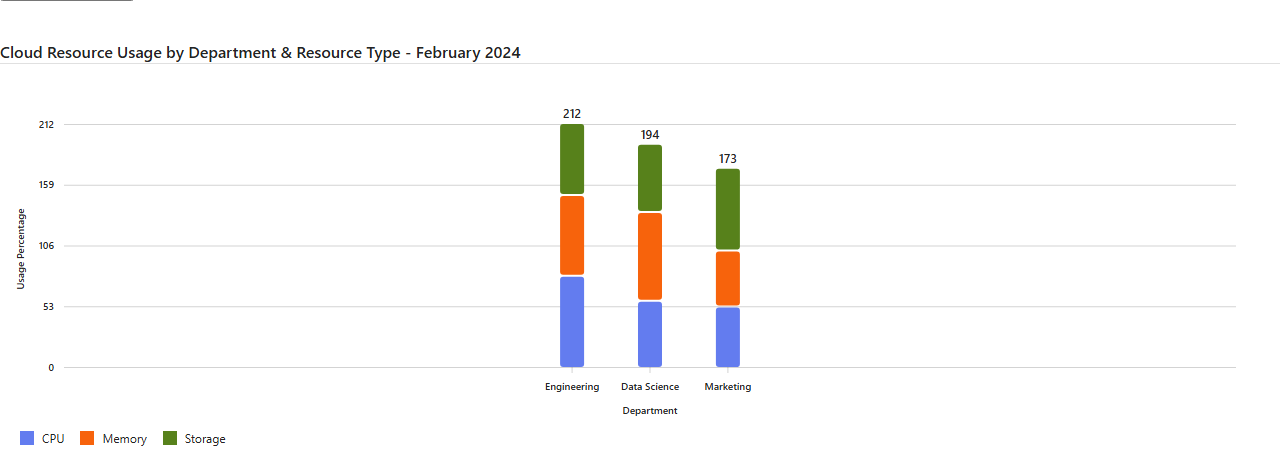 Cloud Resource Usage by Department & Resource Type - February 2024
212
194
173
212
159
106
53
0
Usage Percentage
Engineering Data Science Marketing
Department
CPU Memory Storage